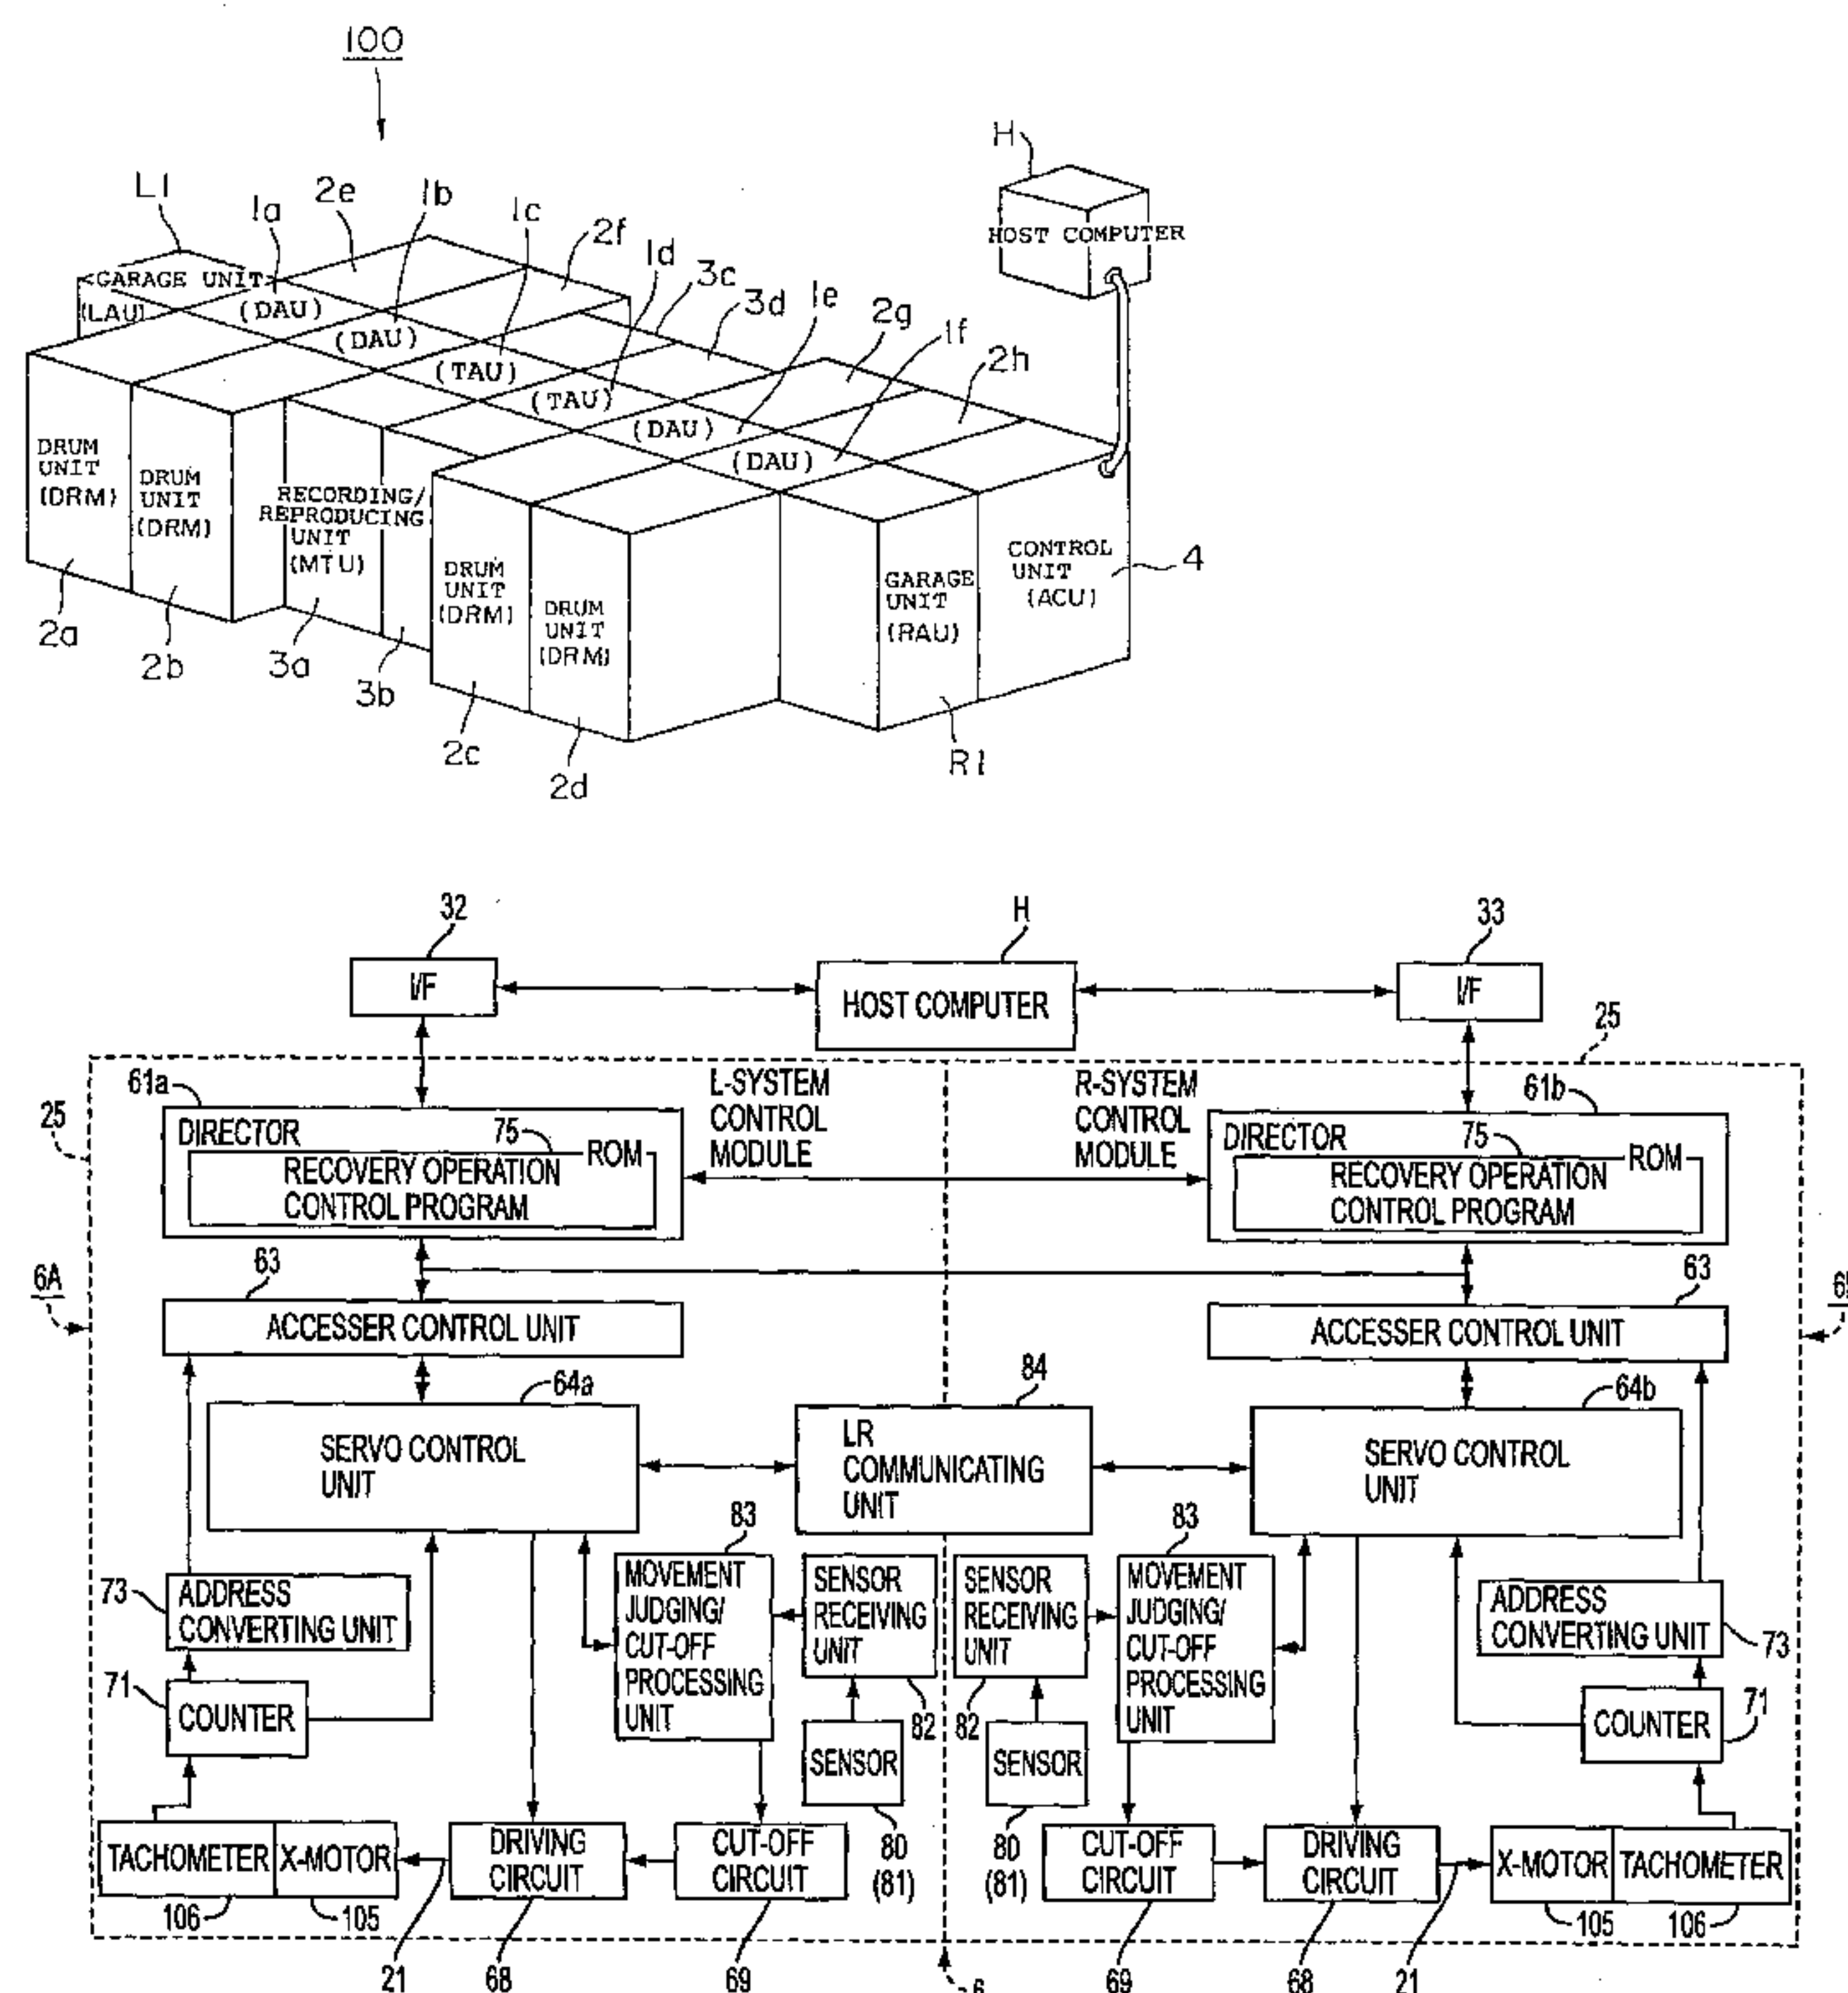 100
H
HOST COMPUTER
L1
1a
2e
1b
1c
2f
1d
3c
3d
1e
2g
1f
2h
<GARAGE UNIT>
(LAU)
(DAU)
(DAU)
(TAU)
(TAU)
(DAU)
(DAU)
DRUM
UNIT
(DRM)
DRUM
UNIT
(DRM)
RECORDING/
REPRODUCING
UNIT
(MTU)
DRUM
UNIT
(DRM)
DRUM
UNIT
(DRM)
GARAGE
UNIT
(RAU)
CONTROL
UNIT
(ACU)
4
2a
2b
3a
3b
2c
2d
R1
32
H
33
I/F
HOST COMPUTER
I/F
25
61a
L-SYSTEM
CONTROL
MODULE
R-SYSTEM
CONTROL
MODULE
61b
25
DIRECTOR
75
ROM
RECOVERY OPERATION
CONTROL PROGRAM
DIRECTOR
75
ROM
RECOVERY OPERATION
CONTROL PROGRAM
6A
63
63
ACCESSER CONTROL UNIT
ACCESSER CONTROL UNIT
64a
84
64b
SERVO CONTROL
UNIT
LR
COMMUNICATING
UNIT
SERVO CONTROL
UNIT
83
83
73
ADDRESS
CONVERTING UNIT
MOVEMENT
JUDGING/
CUT-OFF
PROCESSING
UNIT
SENSOR
RECEIVING
UNIT
SENSOR
RECEIVING
UNIT
MOVEMENT
JUDGING/
CUT-OFF
PROCESSING
UNIT
ADDRESS
CONVERTING UNIT
73
71
COUNTER
82
82
COUNTER
71
SENSOR
SENSOR
TACHOMETER
X-MOTOR
DRIVING
CIRCUIT
CUT-OFF
CIRCUIT
80
(81)
80
(81)
CUT-OFF
CIRCUIT
DRIVING
CIRCUIT
X-MOTOR
TACHOMETER
106
105
105
106
21
68
69
6
69
68
21